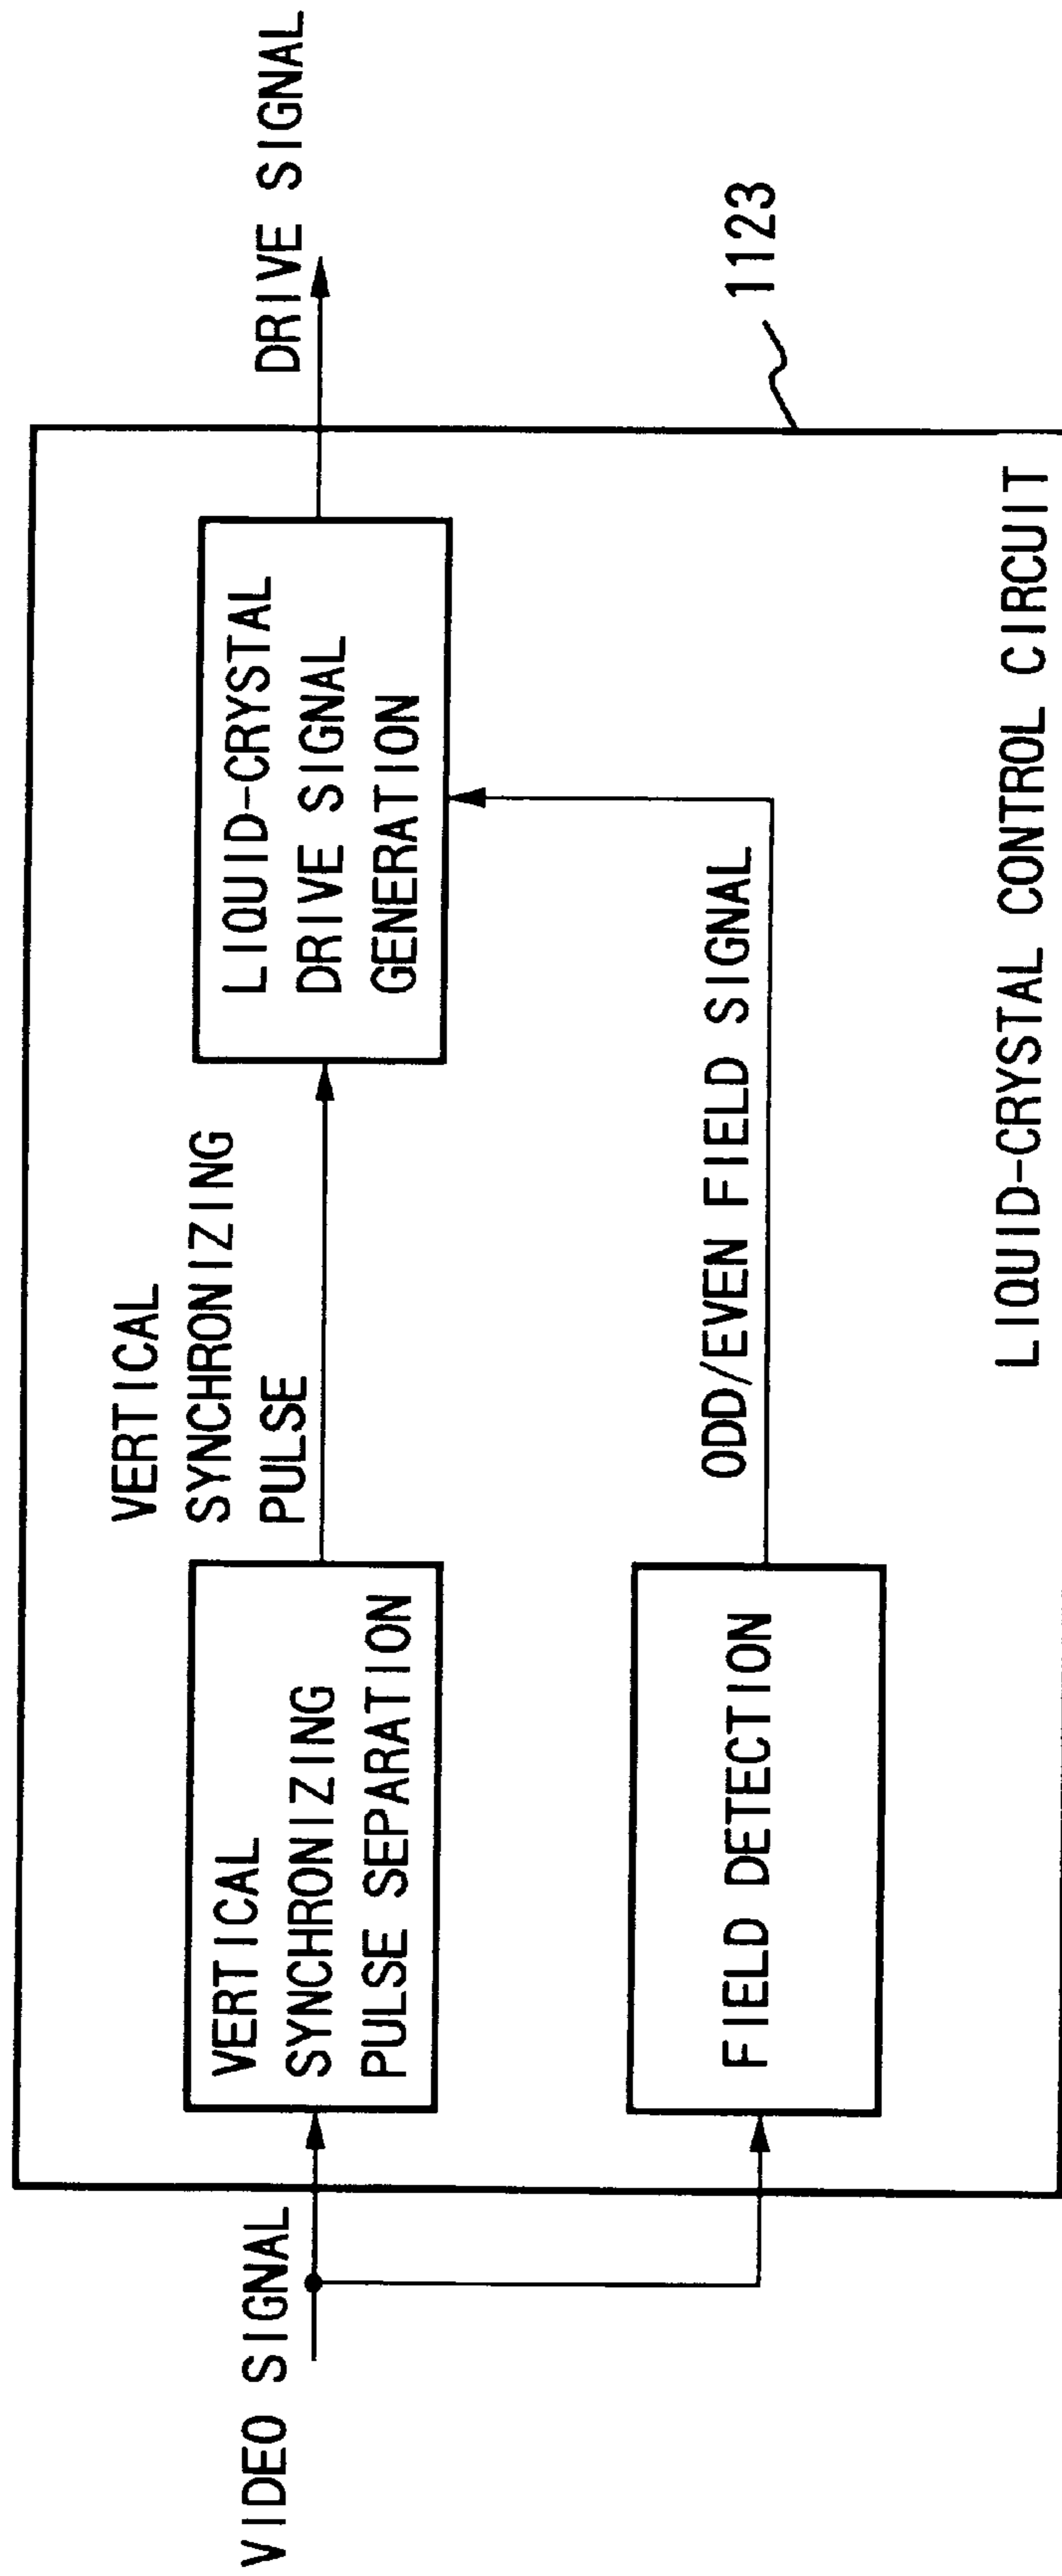 VIDEO SIGNAL
VERTICAL
SYNCHRONIZING
PULSE SEPARATION
VERTICAL
SYNCHRONIZING
PULSE
LIQUID-CRYSTAL
DRIVE SIGNAL
GENERATION
DRIVE SIGNAL
FIELD DETECTION
ODD/EVEN FIELD SIGNAL
1123
LIQUID-CRYSTAL CONTROL CIRCUIT